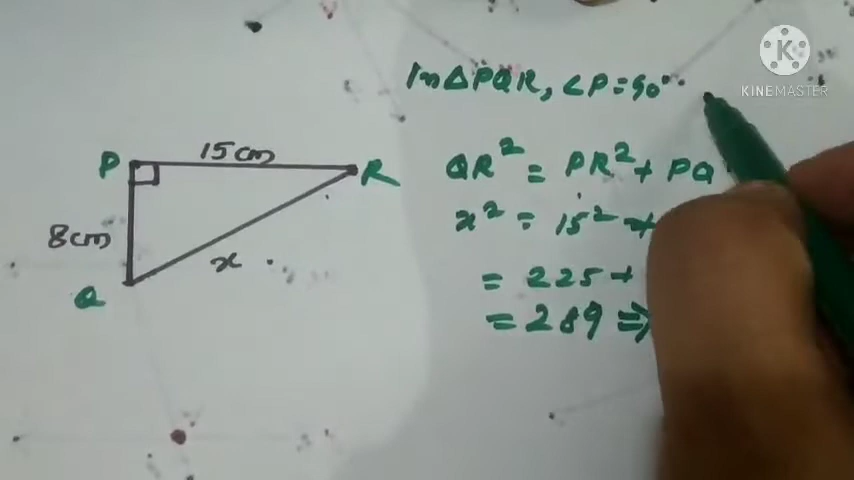 In △PQR, ∠P=90°
P 15cm R
8cm
x
Q
QR² = PR² + PQ
x² = 15² +
= 225 +
= 289 ⇒
K
KINEMASTER